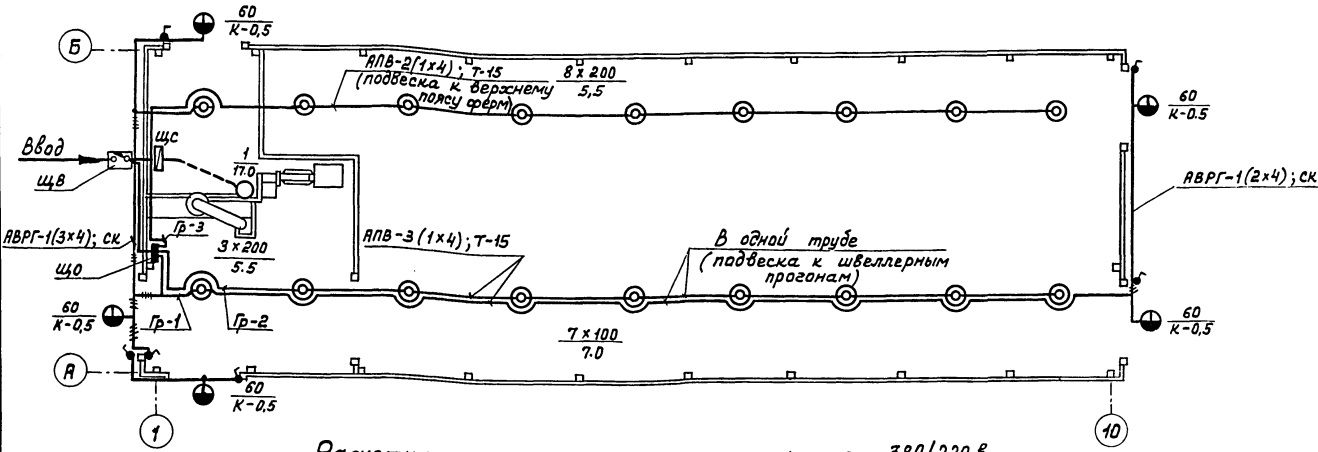 60
К-0,5
Б
АПВ-2(1×4); Т-15
(подвеска к верхнему
поясу ферм)
8×200
5,5
60
К-0.5
Ввод
ЩВ
ЩС
1
17.0
АВРГ-1(2×4); СК
АВРГ-1(3×4); СК
Гр-3
3×200
5.5
ЩО
АПВ-3(1×4); Т-15
В одной трубе
(подвеска к швеллерным
прогонам)
60
К-0,5
Гр-1
Гр-2
7×100
7.0
60
К-0,5
А
60
К-0,5
1
10
380/220 в